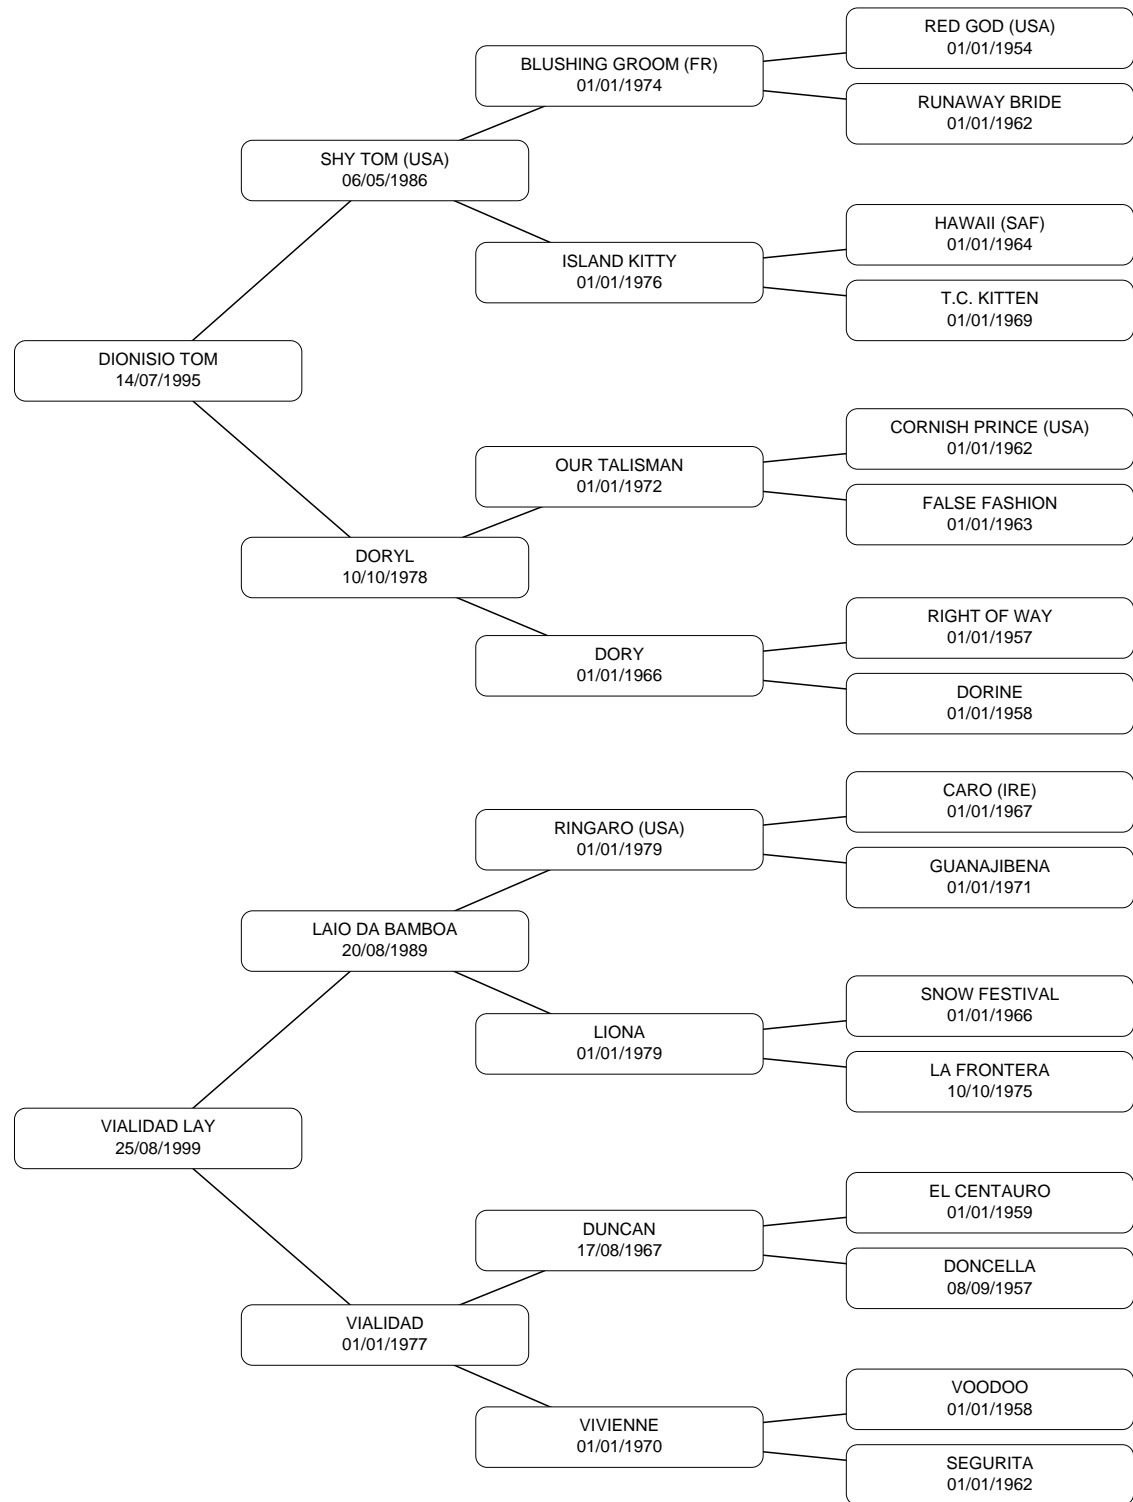 RED GOD (USA)
01/01/1954
BLUSHING GROOM (FR)
01/01/1974
RUNAWAY BRIDE
01/01/1962
SHY TOM (USA)
06/05/1986
HAWAII (SAF)
01/01/1964
ISLAND KITTY
01/01/1976
T.C. KITTEN
01/01/1969
DIONISIO TOM
14/07/1995
CORNISH PRINCE (USA)
01/01/1962
OUR TALISMAN
01/01/1972
FALSE FASHION
01/01/1963
DORYL
10/10/1978
RIGHT OF WAY
01/01/1957
DORY
01/01/1966
DORINE
01/01/1958
CARO (IRE)
01/01/1967
RINGARO (USA)
01/01/1979
GUANAJIBENA
01/01/1971
LAIO DA BAMBOA
20/08/1989
SNOW FESTIVAL
01/01/1966
LIONA
01/01/1979
LA FRONTERA
10/10/1975
VIALIDAD LAY
25/08/1999
EL CENTAURO
01/01/1959
DUNCAN
17/08/1967
DONCELLA
08/09/1957
VIALIDAD
01/01/1977
VOODOO
01/01/1958
VIVIENNE
01/01/1970
SEGURITA
01/01/1962